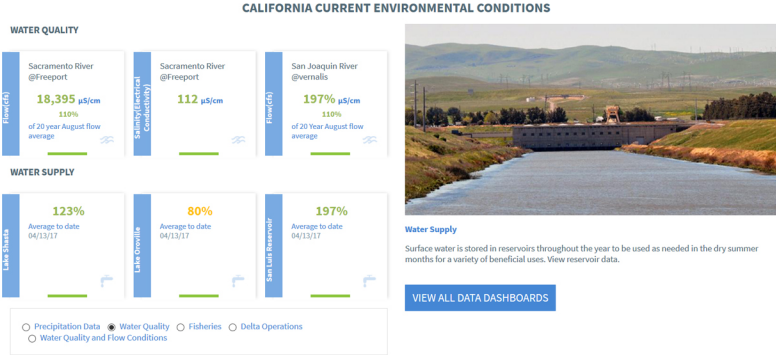 CALIFORNIA CURRENT ENVIRONMENTAL CONDITIONS
WATER QUALITY
Flow(cfs)
Sacramento River
@Freeport
18,395 µS/cm
110%
of 20 year August flow
average
Salinity(Electrical
Conductivity)
Sacramento River
@Freeport
112 µS/cm
Flow(cfs)
San Joaquin River
@vernalis
197% µS/cm
110%
of 20 Year August flow
average
WATER SUPPLY
Lake Shasta
123%
Average to date
04/13/17
Lake Oroville
80%
Average to date
04/13/17
San Luis Reservoir
197%
Average to date
04/13/17
Precipitation Data Water Quality Fisheries Delta Operations
Water Quality and Flow Conditions
Water Supply
Surface water is stored in reservoirs throughout the year to be used as needed in the dry summer
months for a variety of beneficial uses. View reservoir data.
VIEW ALL DATA DASHBOARDS